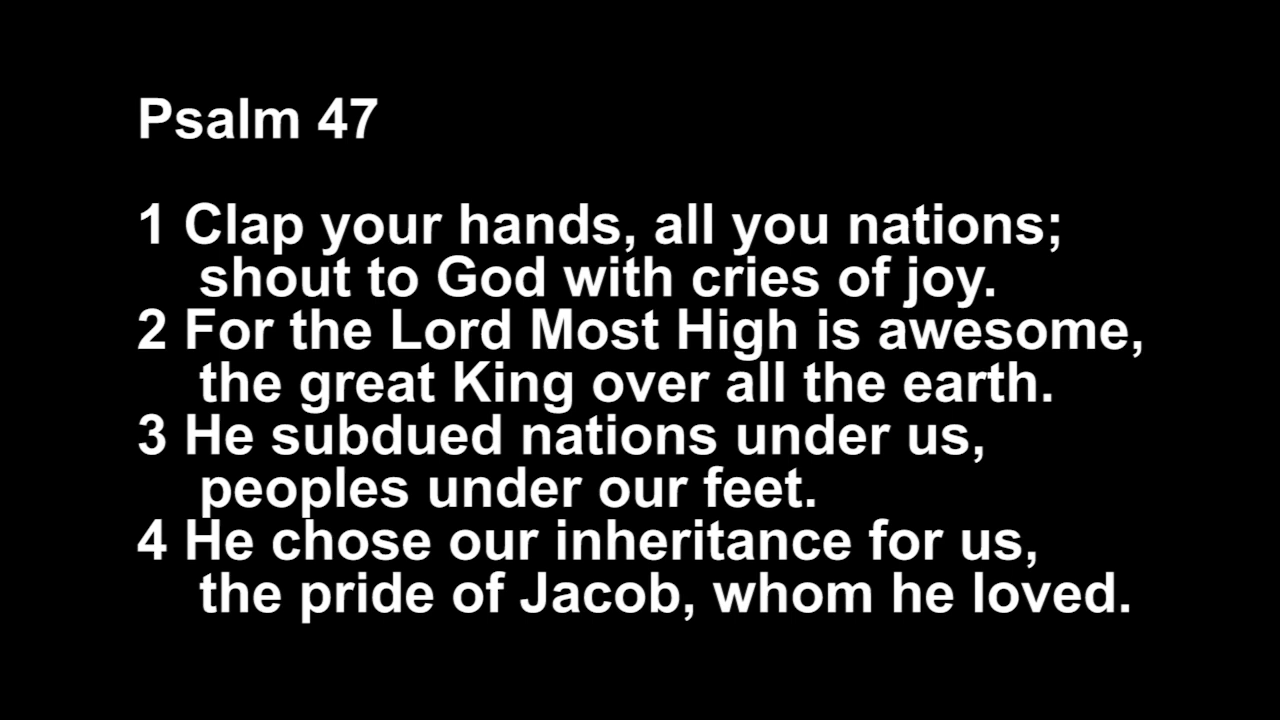 Psalm 47
1 Clap your hands, all you nations;
shout to God with cries of joy.
2 For the Lord Most High is awesome,
the great King over all the earth.
3 He subdued nations under us,
peoples under our feet.
4 He chose our inheritance for us,
the pride of Jacob, whom he loved.